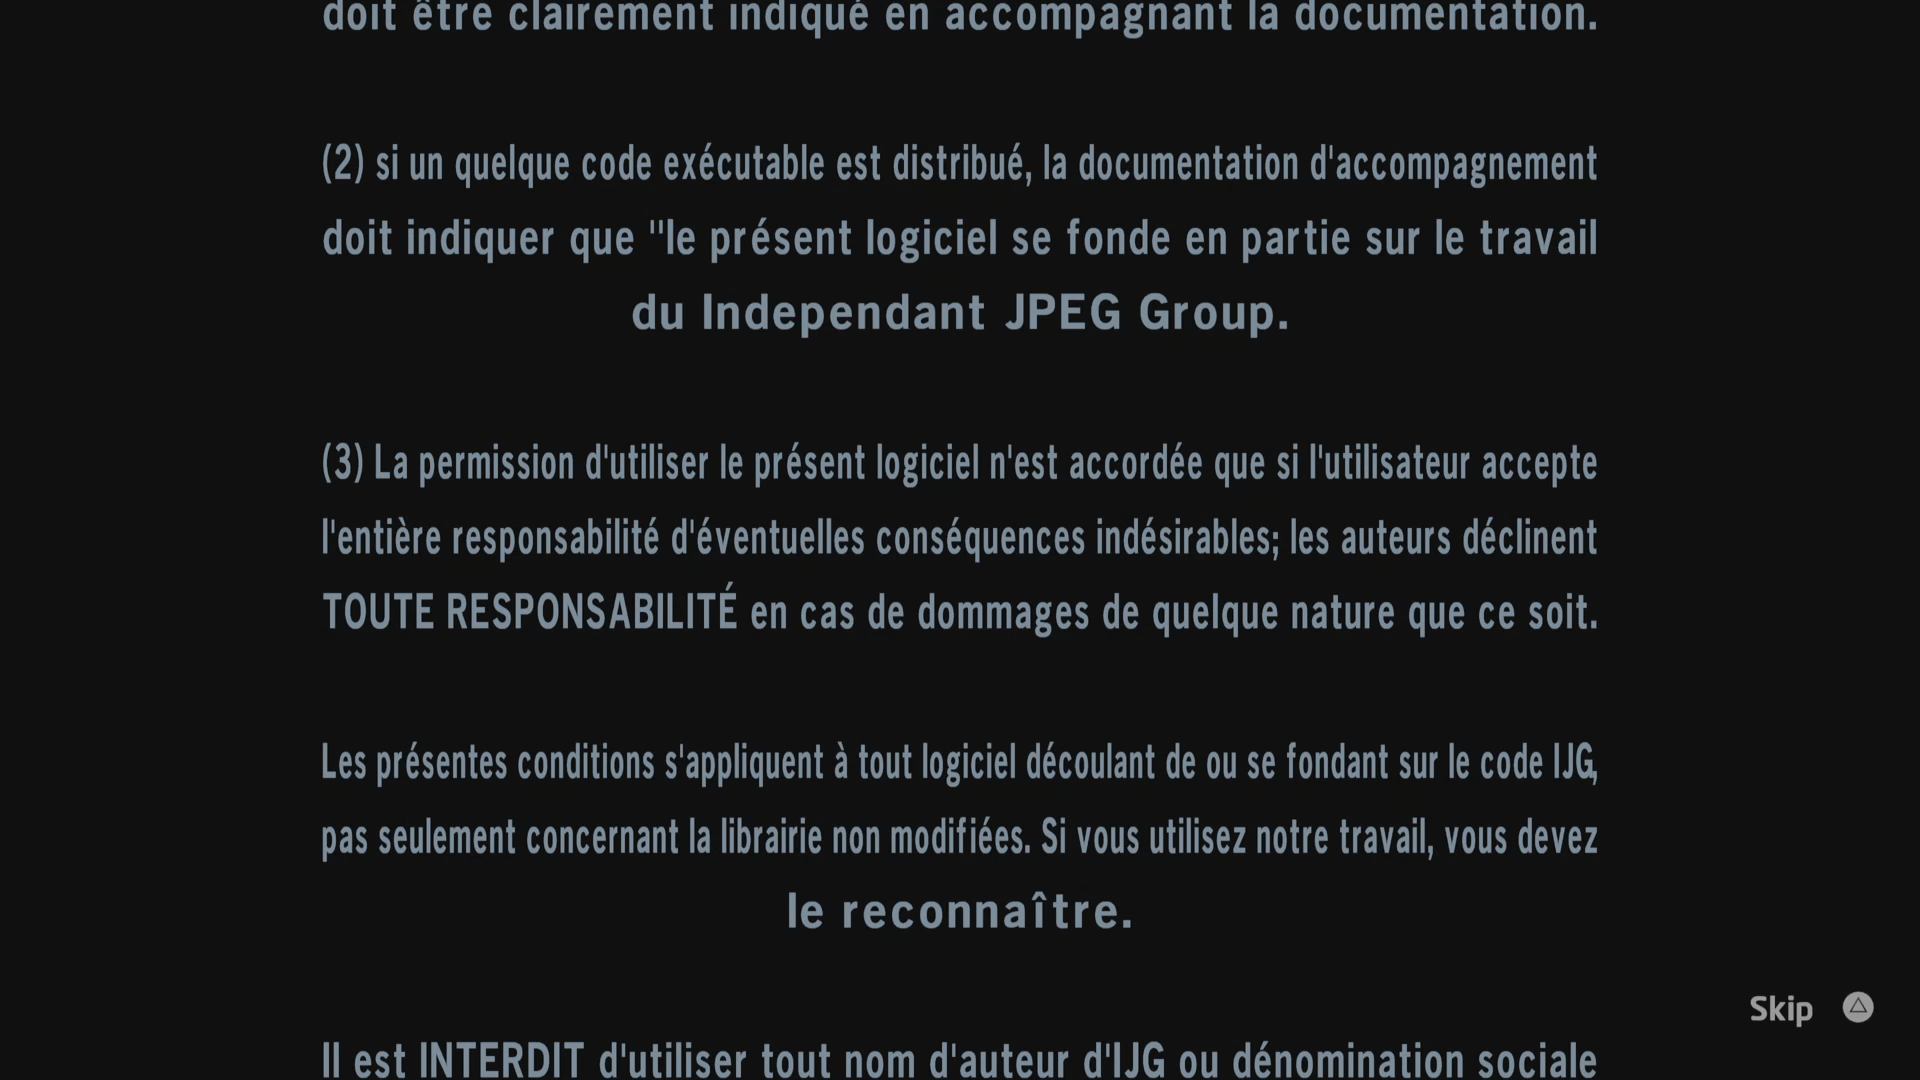 doit être clairement indiqué en accompagnant la documentation.
(2) si un quelque code exécutable est distribué, la documentation d'accompagnement
doit indiquer que "le présent logiciel se fonde en partie sur le travail
du Independant JPEG Group.
(3) La permission d'utiliser le présent logiciel n'est accordée que si l'utilisateur accepte
l'entière responsabilité d'éventuelles conséquences indésirables; les auteurs déclinent
TOUTE RESPONSABILITÉ en cas de dommages de quelque nature que ce soit.
Les présentes conditions s'appliquent à tout logiciel découlant de ou se fondant sur le code IJG,
pas seulement concernant la librairie non modifiées. Si vous utilisez notre travail, vous devez
le reconnaître.
Skip
Il est INTERDIT d'utiliser tout nom d'auteur d'IJG ou dénomination sociale